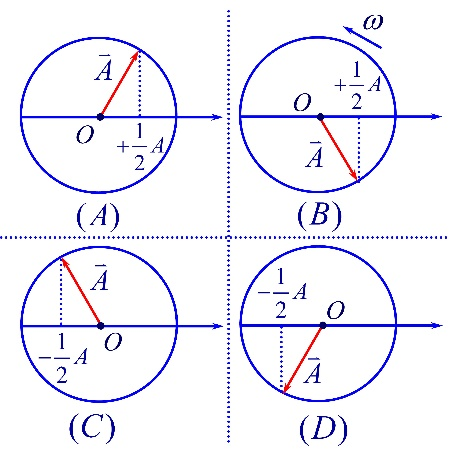 ω
A⃗
O
+1/2 A
(A)
+1/2 A
O
A⃗
(B)
A⃗
O
-1/2 A
(C)
-1/2 A
O
A⃗
(D)